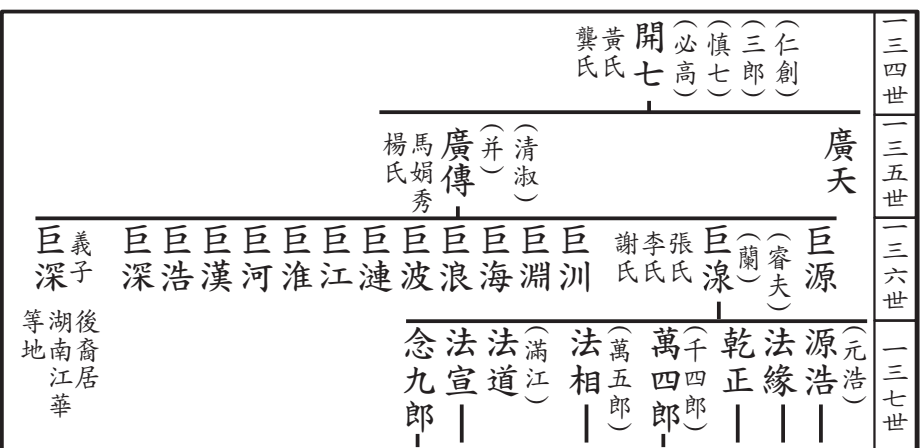 一三四世
（仁創）
（三郎）
（慎七）
（必高）
開七
黃氏
龔氏
一三五世
廣天
（清淑）
（并）
廣傳
馬娟秀
楊氏
一三六世
巨源
（睿夫）
（蘭）
巨湶
張氏
李氏
謝氏
巨汌
巨淵
巨海
巨浪
巨波
巨連
巨江
巨淮
巨河
巨漢
巨浩
巨深
義子
巨深
一三七世
（元浩）
源浩
法緣
乾正
（千四郎）
萬四郎
（萬五郎）
法相
（滿江）
法道
法宣
念九郎
後裔居
湖南江華
等地